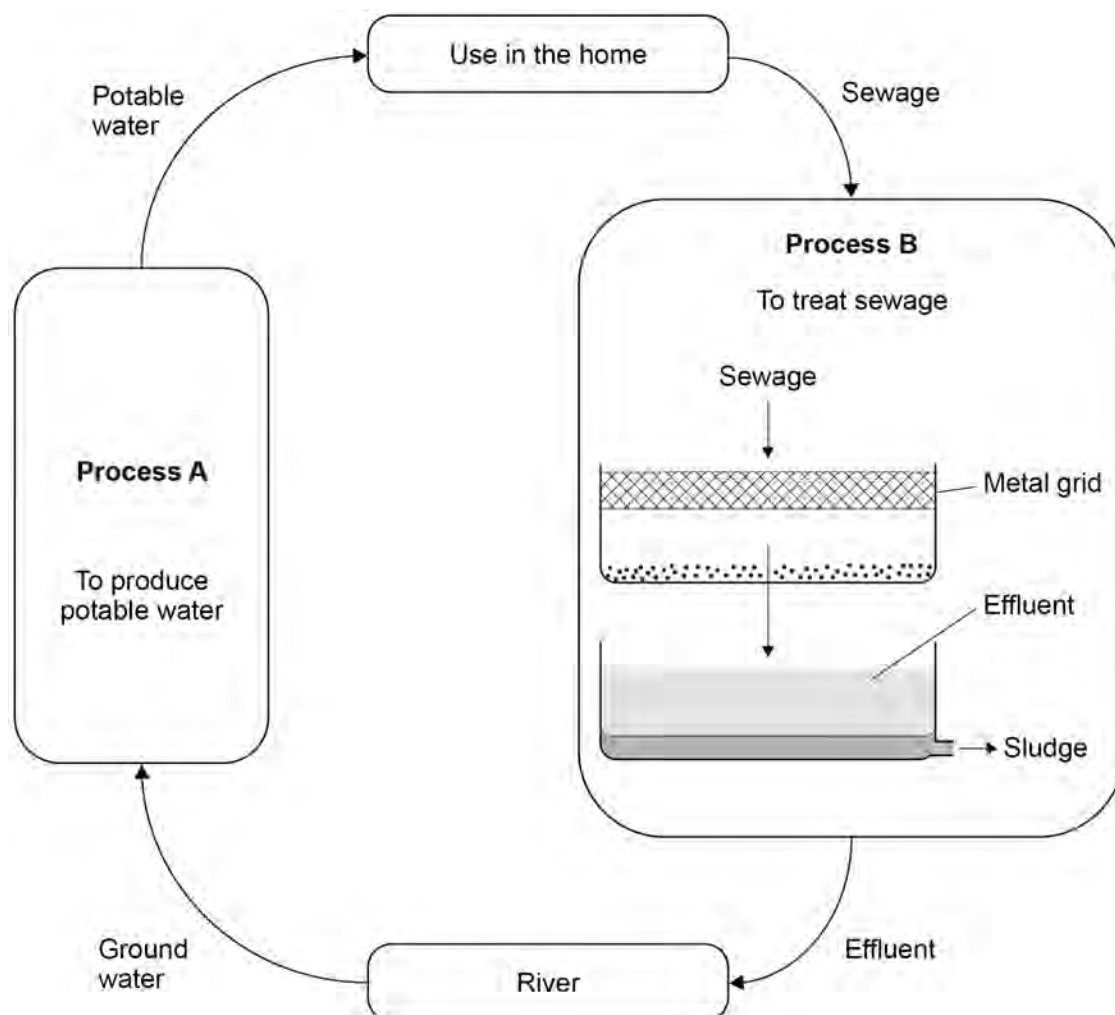 Use in the home
Potable
water
Sewage
Process B
To treat sewage
Sewage
Metal grid
Process A
To produce
potable water
Effluent
Sludge
Ground
water
River
Effluent